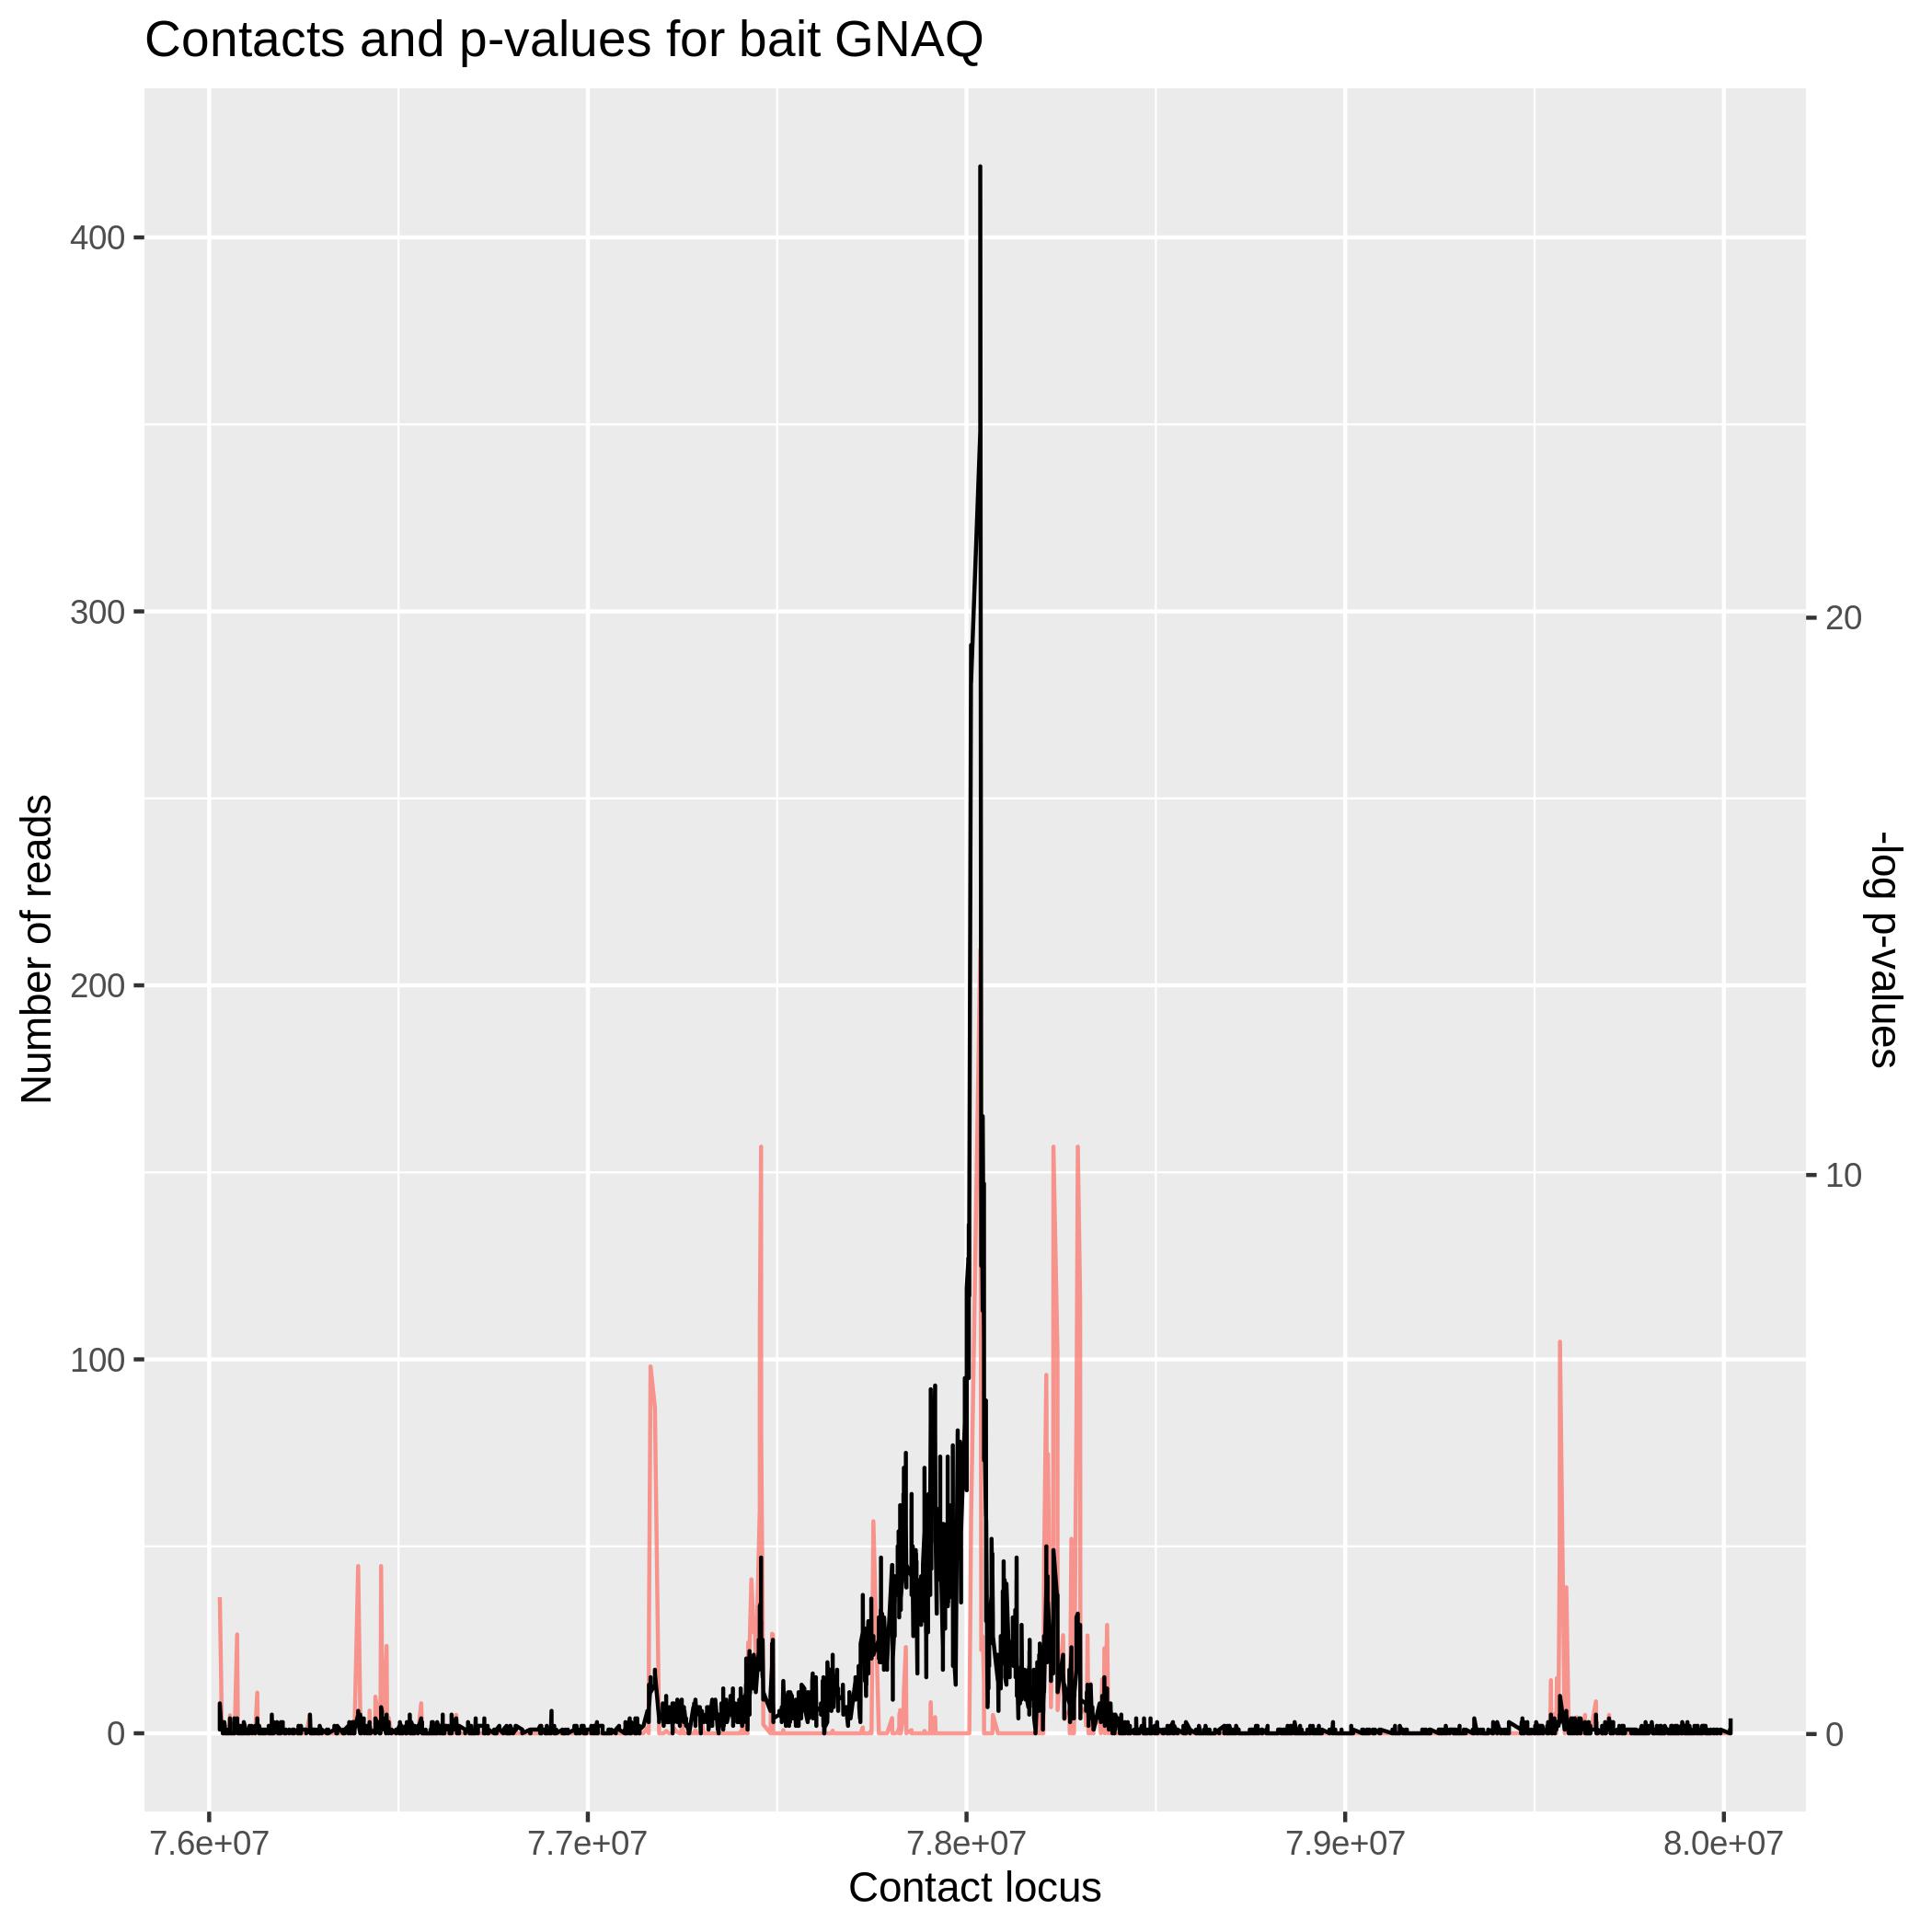 Contacts and p-values for bait GNAQ
400
300
200
100
0
Number of reads
20
10
0
-log p-values
7.6e+07
7.7e+07
7.8e+07
7.9e+07
8.0e+07
Contact locus